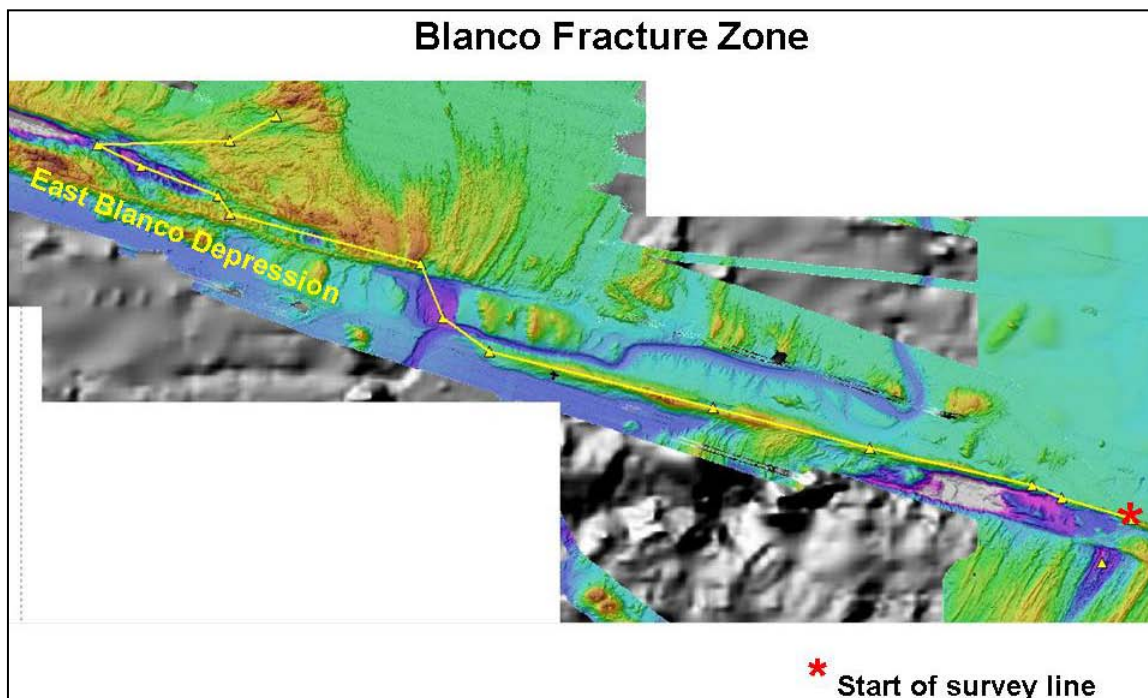 Blanco Fracture Zone
East Blanco Depression
*
* Start of survey line